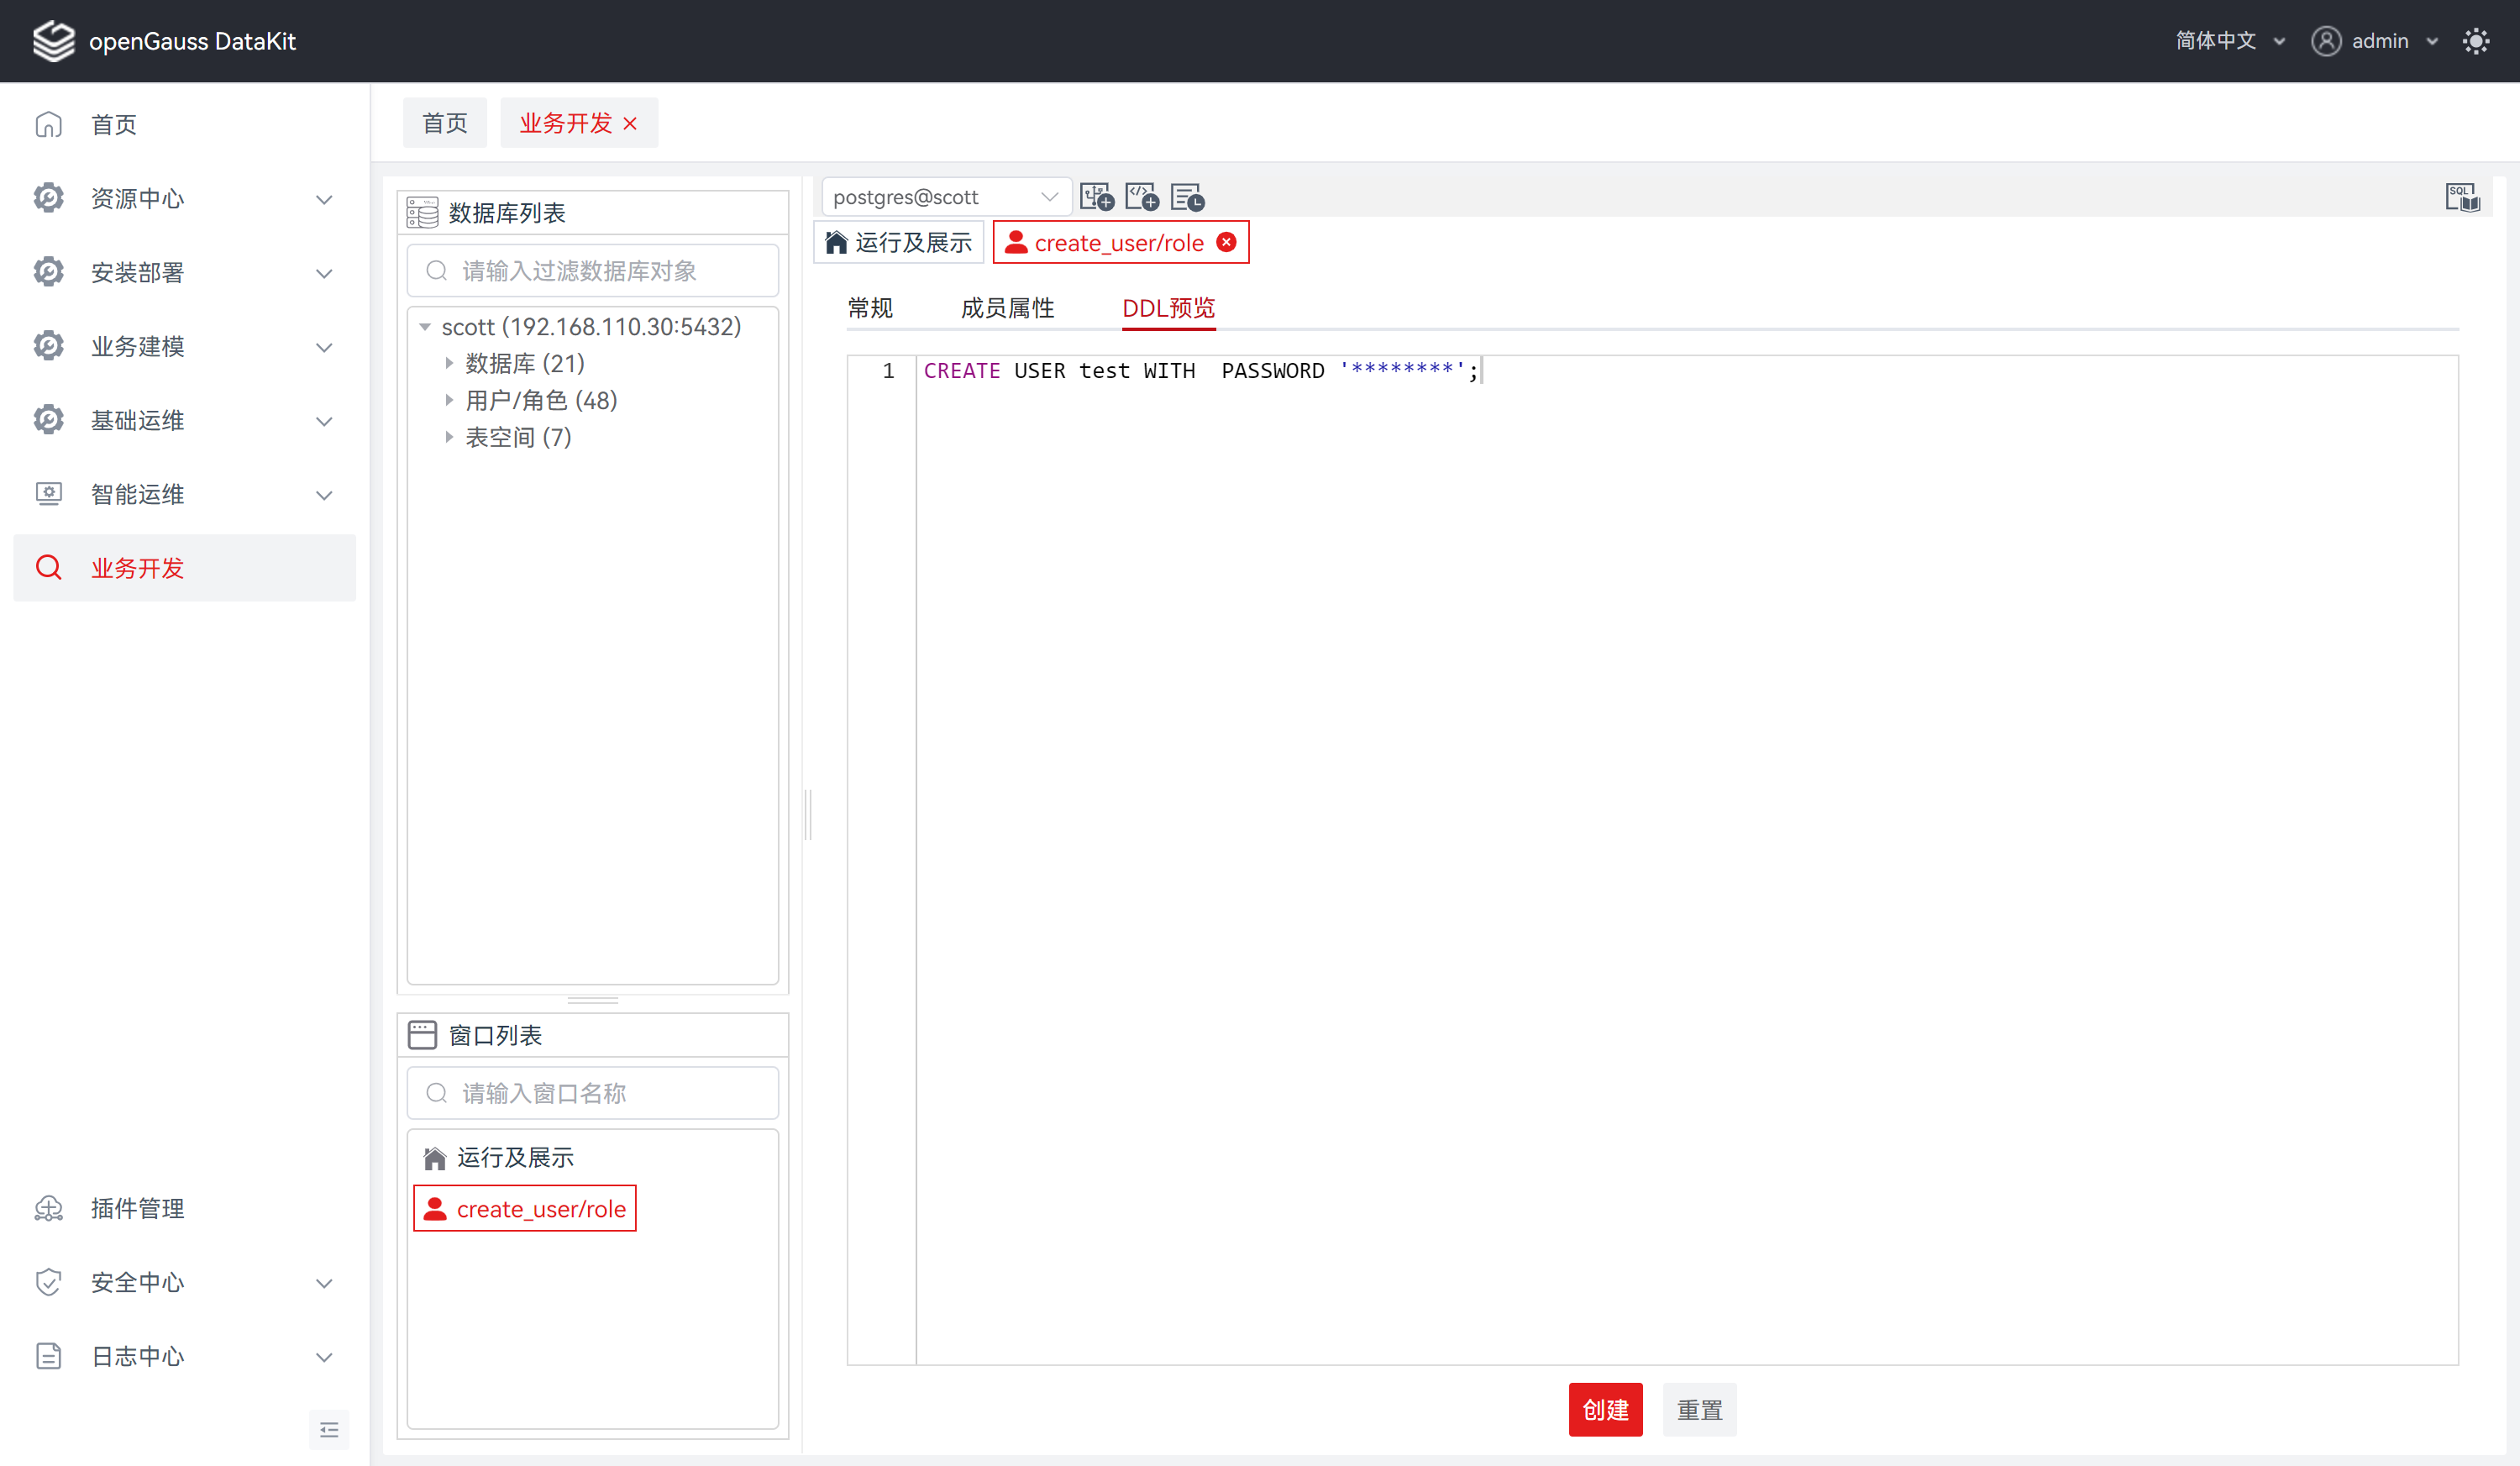 openGauss DataKit
简体中文
admin
首页
资源中心
安装部署
业务建模
基础运维
智能运维
业务开发
插件管理
安全中心
日志中心
首页
业务开发
数据库列表
请输入过滤数据库对象
scott (192.168.110.30:5432)
数据库 (21)
用户/角色 (48)
表空间 (7)
窗口列表
请输入窗口名称
运行及展示
create_user/role
postgres@scott
SQL
运行及展示
create_user/role
常规
成员属性
DDL预览
1 CREATE USER test WITH  PASSWORD '********';
创建
重置